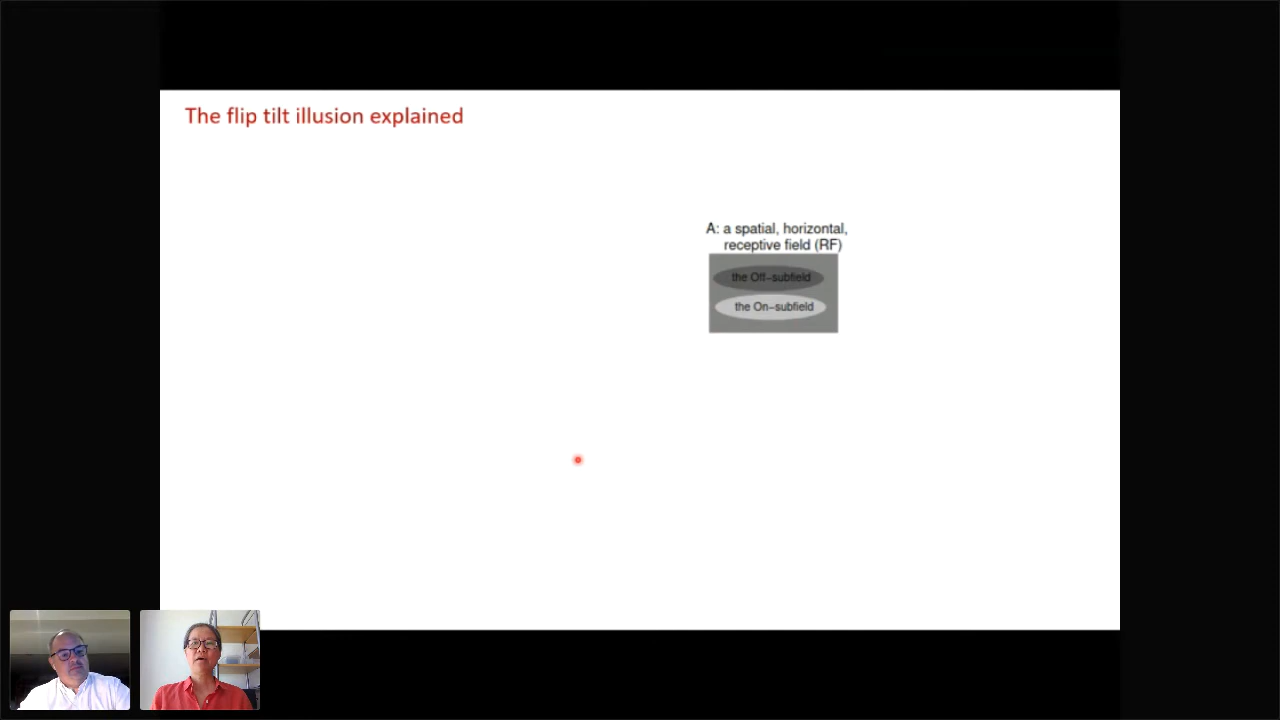 The flip tilt illusion explained
A: a spatial, horizontal,
receptive field (RF)
the Off-subfield
the On-subfield